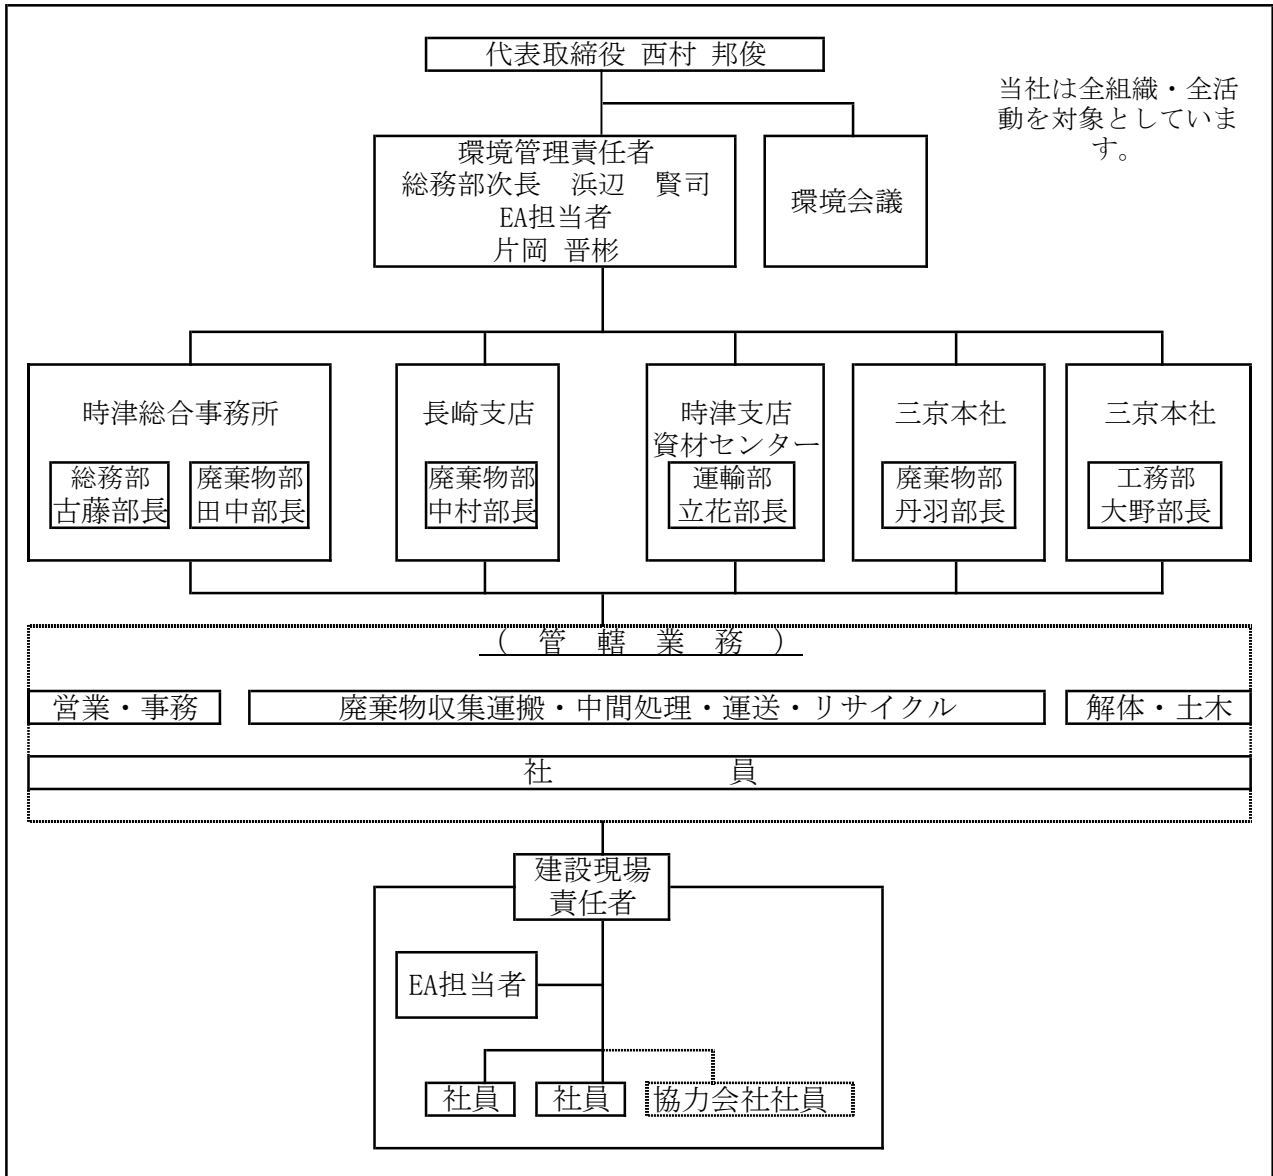 代表取締役 西村 邦俊
当社は全組織・全活
動を対象としていま
す。
環境管理責任者
総務部次長 浜辺 賢司
EA担当者
片岡 晋彬
環境会議
時津総合事務所
総務部
古藤部長
廃棄物部
田中部長
長崎支店
廃棄物部
中村部長
時津支店
資材センター
運輸部
立花部長
三京本社
廃棄物部
丹羽部長
三京本社
工務部
大野部長
( 管 轄 業 務 )
営業・事務
廃棄物収集運搬・中間処理・運送・リサイクル
解体・土木
社 員
建設現場
責任者
EA担当者
社員
社員
協力会社社員